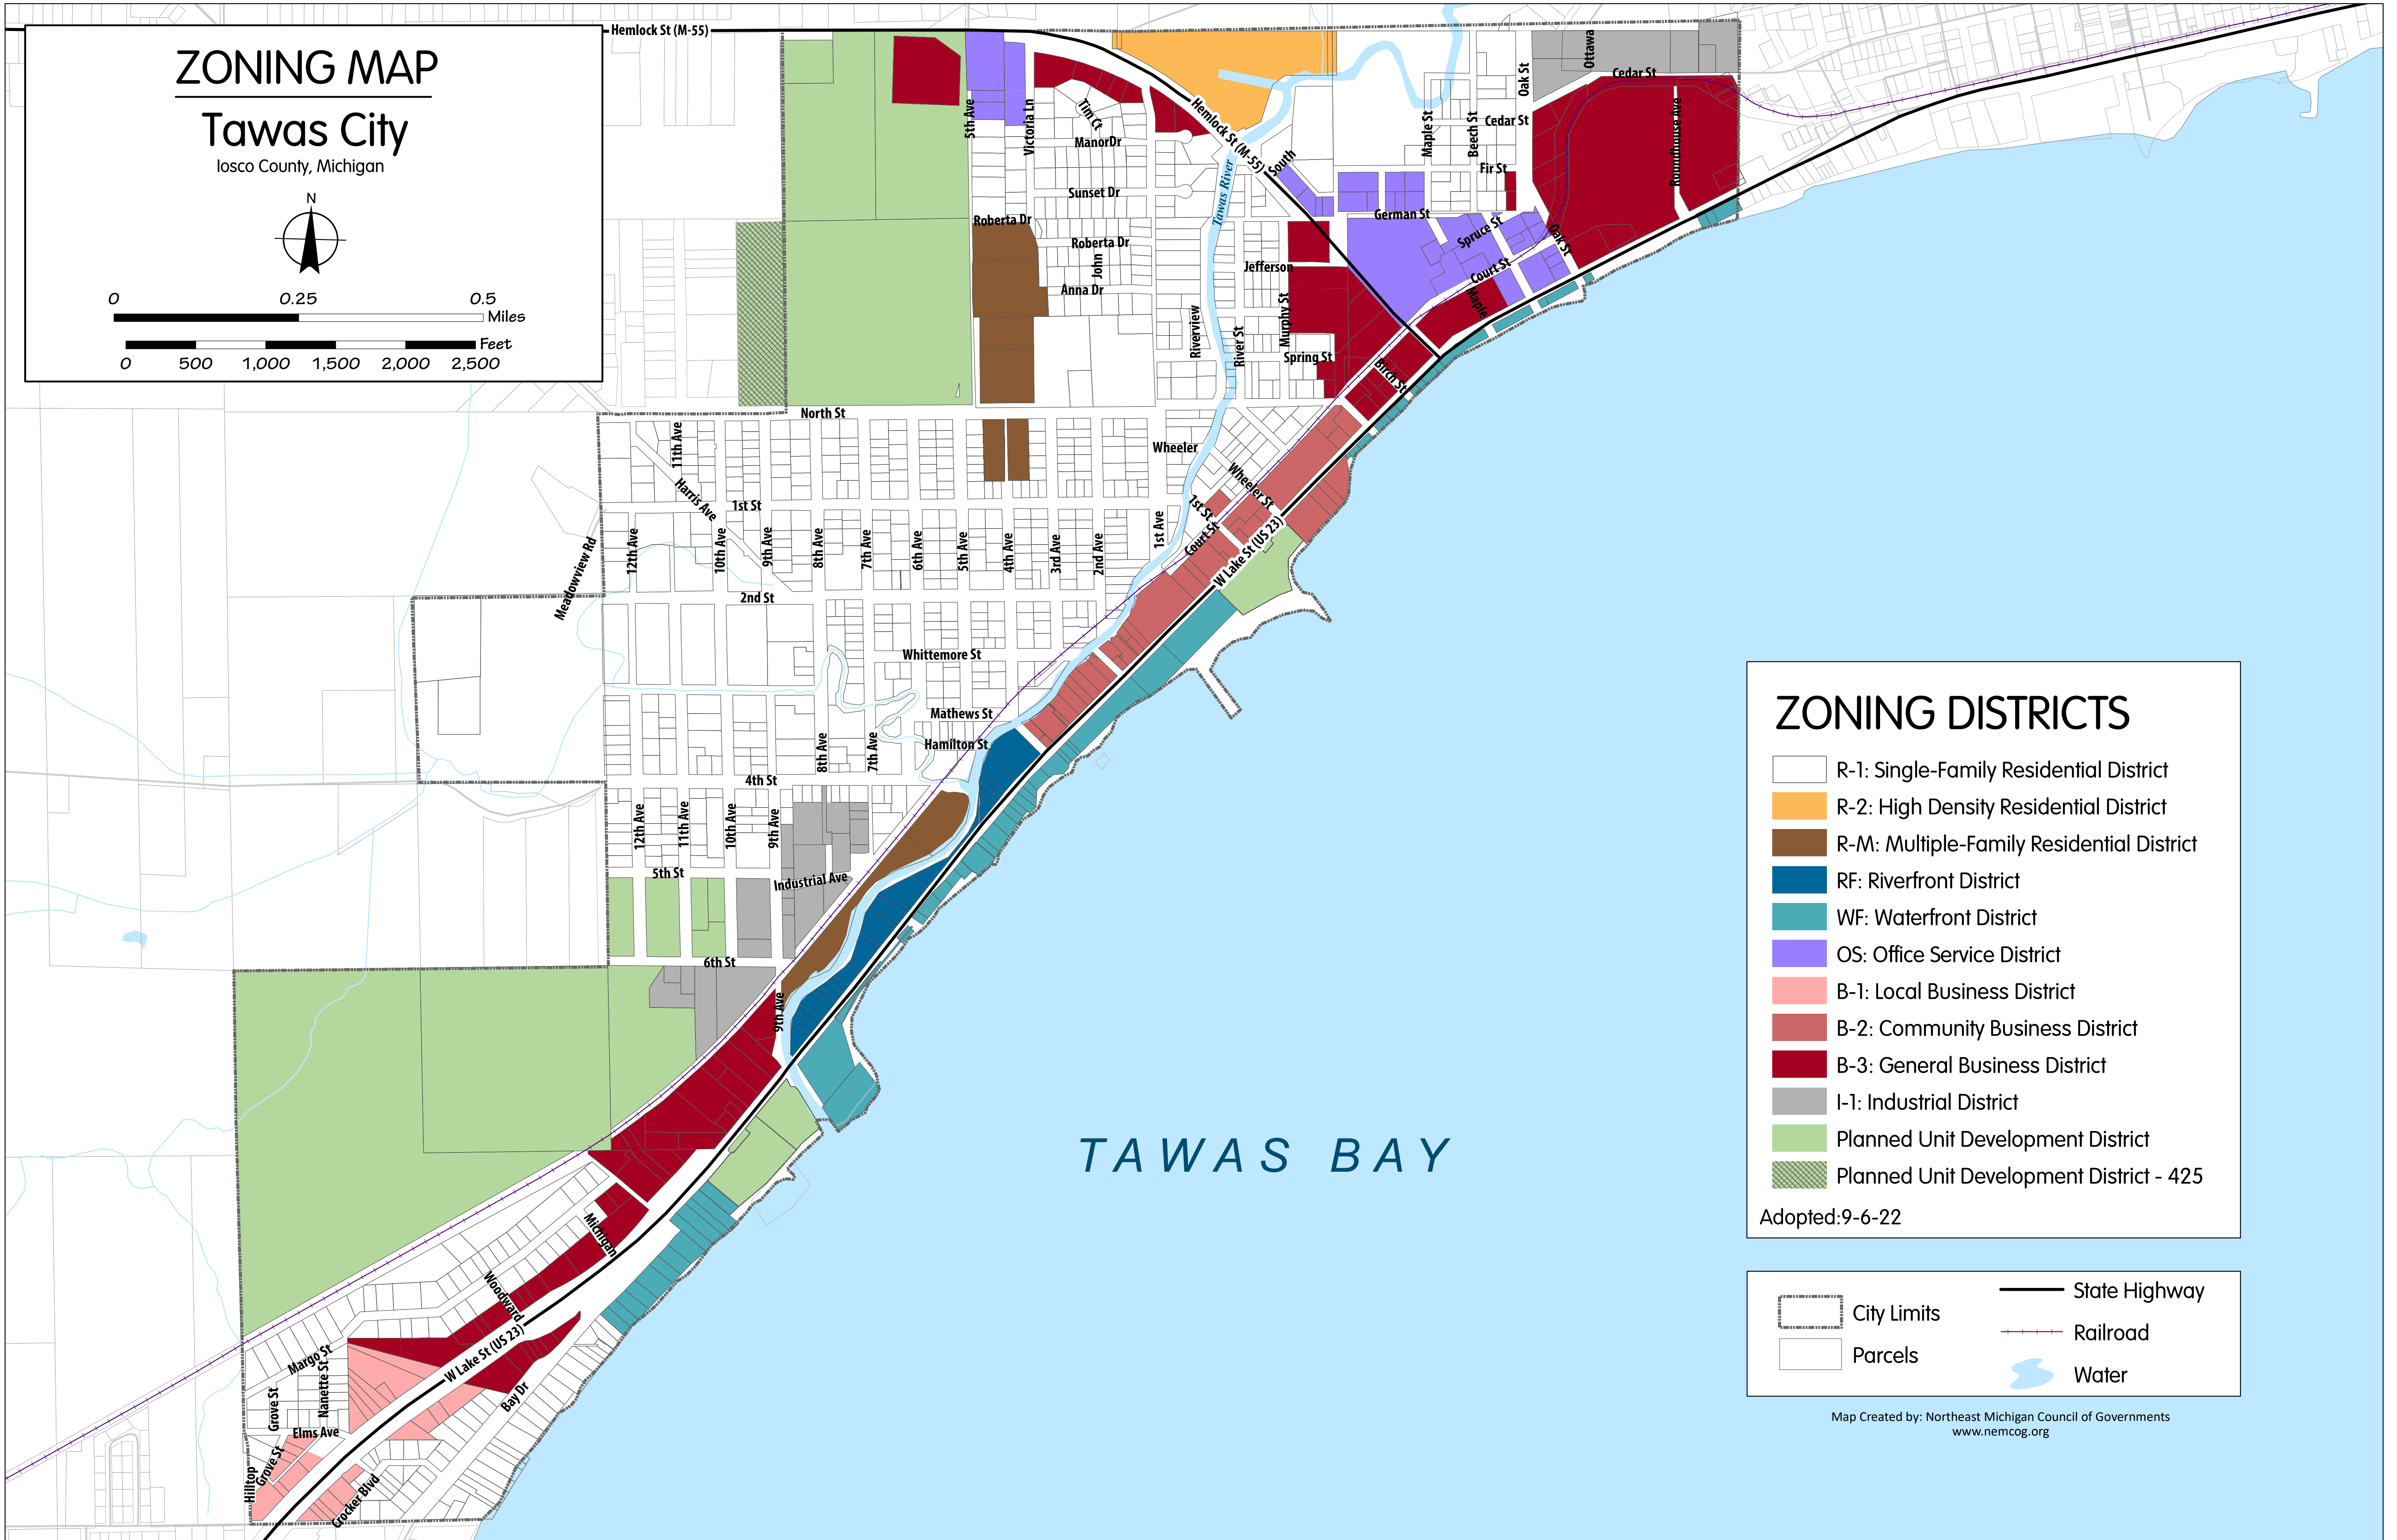 ZONING MAP
Tawas City
Iosco County, Michigan
N
0 0.25 0.5
Miles
Feet
0 500 1,000 1,500 2,000 2,500
Hemlock St (M-55)
5th Ave
Victoria Ln
Tim Ct
ManorDr
Sunset Dr
Roberta Dr
Roberta Dr
John
Anna Dr
Hemlock St (M-55)
Tawas River
South
Maple St
Beech St
Oak St
Ottawa
Cedar St
Cedar St
Roundhouse Ave
Fir St
German St
Spruce St
Oak St
Court St
Maple
Jefferson
Murphy St
Riverview
River St
Spring St
Birch St
North St
11th Ave
Harris Ave
1st St
Wheeler
Wheeler St
1st St
Court St
W Lake St (US 23)
Meadowview Rd
12th Ave
10th Ave
9th Ave
8th Ave
7th Ave
6th Ave
5th Ave
4th Ave
3rd Ave
2nd Ave
1st Ave
2nd St
Whittemore St
Mathews St
Hamilton St
8th Ave
7th Ave
4th St
12th Ave
11th Ave
10th Ave
9th Ave
5th St
Industrial Ave
6th St
9th Ave
Michigan
Woodward
W Lake St (US 23)
Margo St
Nanette St
Grove St
Elms Ave
Grove St
Hilltop
Crocker Blvd
Bay Dr
TAWAS BAY
ZONING DISTRICTS
R-1: Single-Family Residential District
R-2: High Density Residential District
R-M: Multiple-Family Residential District
RF: Riverfront District
WF: Waterfront District
OS: Office Service District
B-1: Local Business District
B-2: Community Business District
B-3: General Business District
I-1: Industrial District
Planned Unit Development District
Planned Unit Development District - 425
Adopted:9-6-22
City Limits
Parcels
State Highway
Railroad
Water
Map Created by: Northeast Michigan Council of Governments
www.nemcog.org